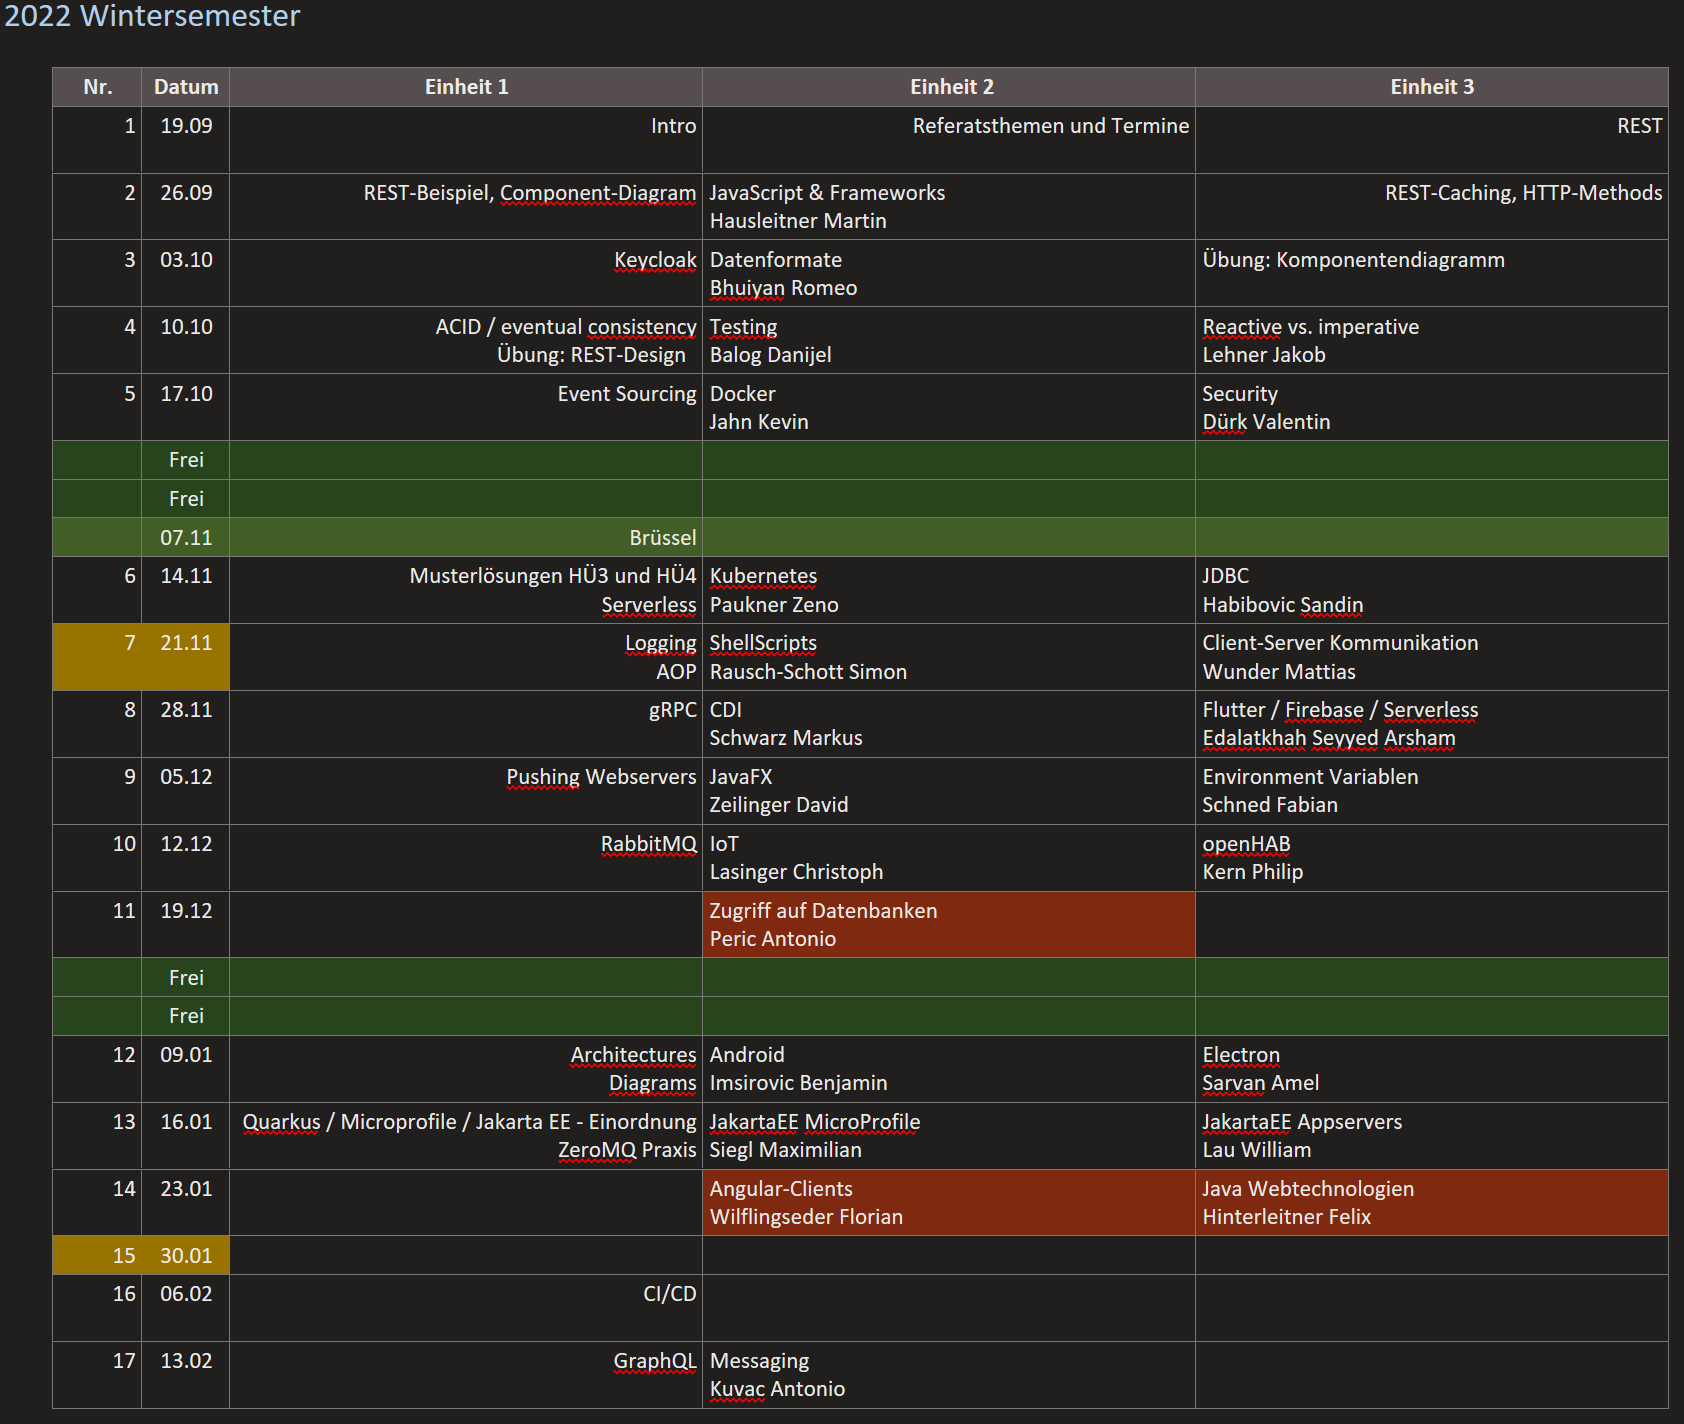 2022 Wintersemester
Nr. Datum Einheit 1 Einheit 2 Einheit 3
1 19.09 Intro Referatsthemen und Termine REST
2 26.09 REST-Beispiel, Component-Diagram JavaScript & Frameworks REST-Caching, HTTP-Methods
Hausleitner Martin
3 03.10 Keycloak Datenformate Übung: Komponentendiagramm
Bhuiyan Romeo
4 10.10 ACID / eventual consistency Testing Reactive vs. imperative
Übung: REST-Design Balog Danijel Lehner Jakob
5 17.10 Event Sourcing Docker Security
Jahn Kevin Dürk Valentin
Frei
Frei
07.11 Brüssel
6 14.11 Musterlösungen HÜ3 und HÜ4 Kubernetes JDBC
Serverless Paukner Zeno Habibovic Sandin
7 21.11 Logging ShellScripts Client-Server Kommunikation
AOP Rausch-Schott Simon Wunder Mattias
8 28.11 gRPC CDI Flutter / Firebase / Serverless
Schwarz Markus Edalatkhah Seyyed Arsham
9 05.12 Pushing Webservers JavaFX Environment Variablen
Zeilinger David Schned Fabian
10 12.12 RabbitMQ IoT openHAB
Lasinger Christoph Kern Philip
11 19.12 Zugriff auf Datenbanken
Peric Antonio
Frei
Frei
12 09.01 Architectures Android Electron
Diagrams Imsirovic Benjamin Sarvan Amel
13 16.01 Quarkus / Microprofile / Jakarta EE - Einordnung JakartaEE MicroProfile JakartaEE Appservers
ZeroMQ Praxis Siegl Maximilian Lau William
14 23.01 Angular-Clients Java Webtechnologien
Wilflingseder Florian Hinterleitner Felix
15 30.01
16 06.02 CI/CD
17 13.02 GraphQL Messaging
Kuvac Antonio